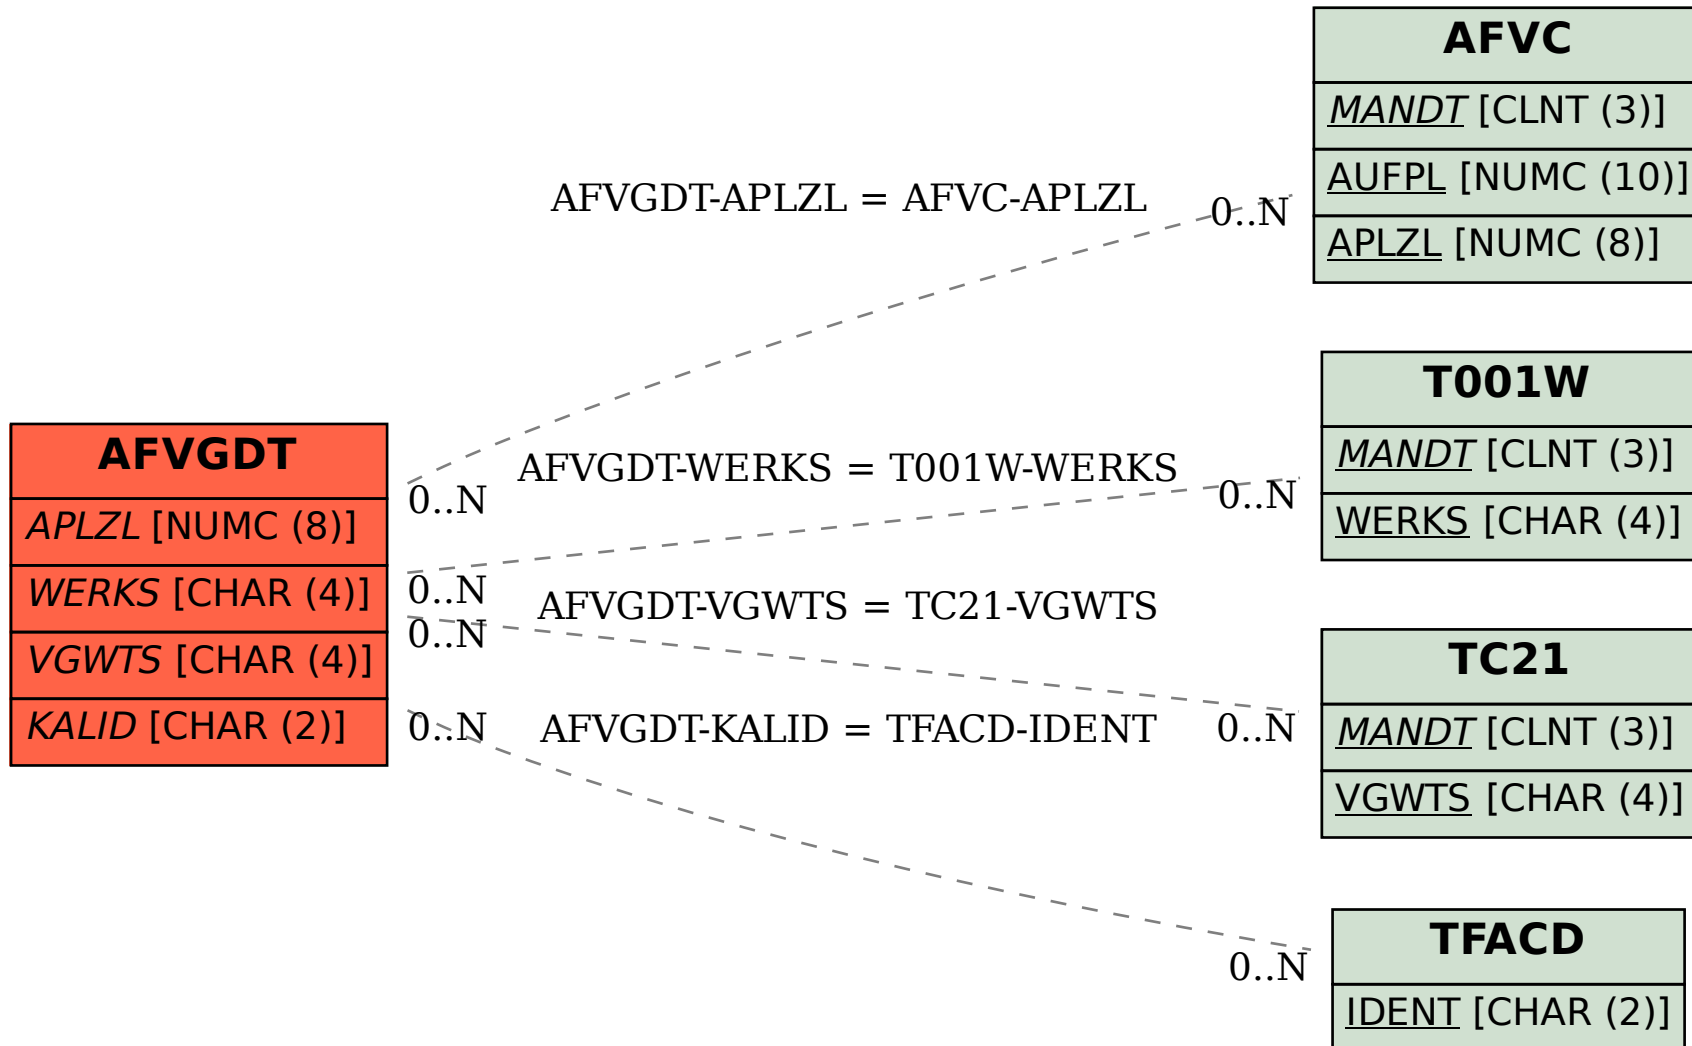 AFVC
MANDT [CLNT (3)]
AUFPL [NUMC (10)]
APLZL [NUMC (8)]
AFVGDT-APLZL = AFVC-APLZL
0..N
T001W
MANDT [CLNT (3)]
WERKS [CHAR (4)]
AFVGDT
APLZL [NUMC (8)]
WERKS [CHAR (4)]
VGWTS [CHAR (4)]
KALID [CHAR (2)]
0..N
AFVGDT-WERKS = T001W-WERKS
0..N
0..N
AFVGDT-VGWTS = TC21-VGWTS
0..N
TC21
MANDT [CLNT (3)]
VGWTS [CHAR (4)]
0..N
AFVGDT-KALID = TFACD-IDENT
0..N
TFACD
IDENT [CHAR (2)]
0..N